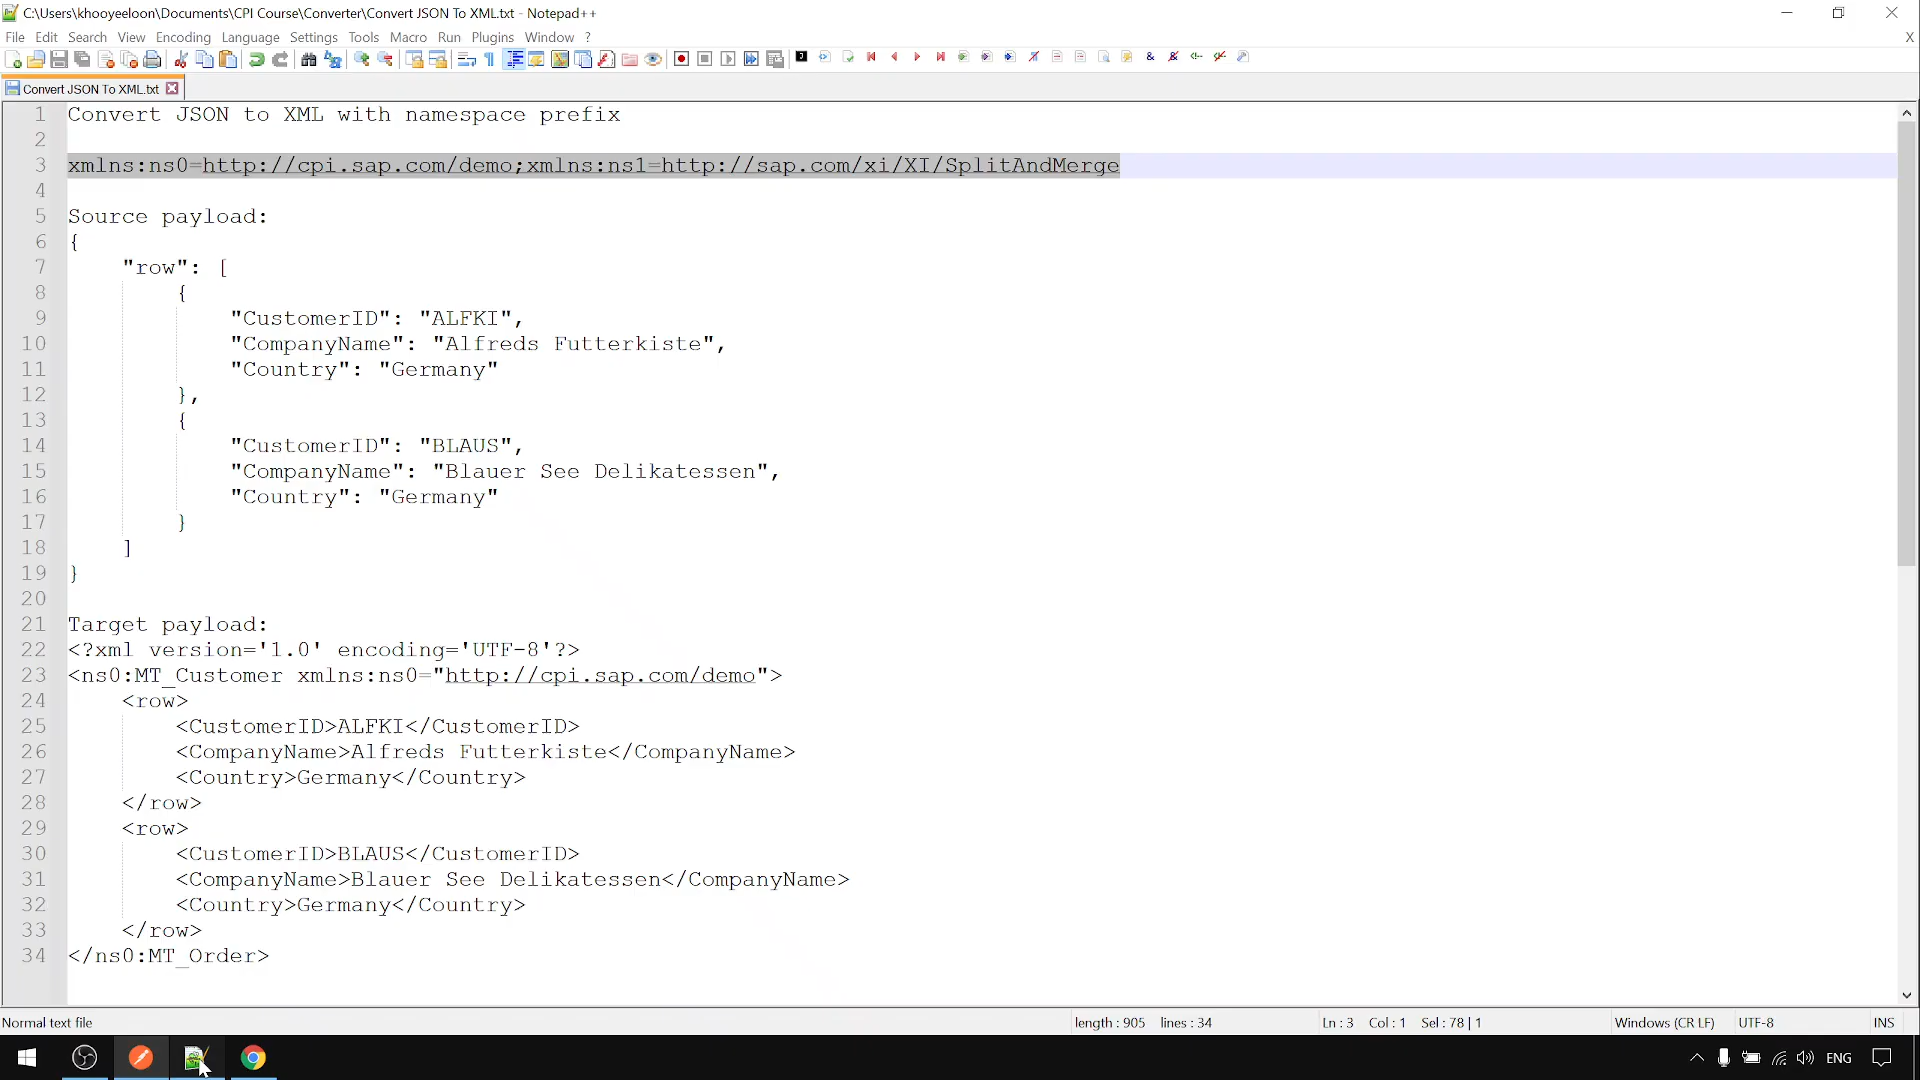 C:\Users\khooyeeloon\Documents\CPI Course\Converter\Convert JSON To XML.txt - Notepad++
File Edit Search View Encoding Language Settings Tools Macro Run Plugins Window ? X
Convert JSON To XML.txt
1 Convert JSON to XML with namespace prefix
2
3 xmlns:ns0=http://cpi.sap.com/demo;xmlns:ns1=http://sap.com/xi/XI/SplitAndMerge
4
5 Source payload:
6 {
7 "row": [
8 {
9 "CustomerID": "ALFKI",
10 "CompanyName": "Alfreds Futterkiste",
11 "Country": "Germany"
12 },
13 {
14 "CustomerID": "BLAUS",
15 "CompanyName": "Blauer See Delikatessen",
16 "Country": "Germany"
17 }
18 ]
19 }
20
21 Target payload:
22 <?xml version='1.0' encoding='UTF-8'?>
23 <ns0:MT_Customer xmlns:ns0="http://cpi.sap.com/demo">
24 <row>
25 <CustomerID>ALFKI</CustomerID>
26 <CompanyName>Alfreds Futterkiste</CompanyName>
27 <Country>Germany</Country>
28 </row>
29 <row>
30 <CustomerID>BLAUS</CustomerID>
31 <CompanyName>Blauer See Delikatessen</CompanyName>
32 <Country>Germany</Country>
33 </row>
34 </ns0:MT_Order>
Normal text file length : 905 lines : 34 Ln : 3 Col : 1 Sel : 78 | 1 Windows (CR LF) UTF-8 INS
ENG